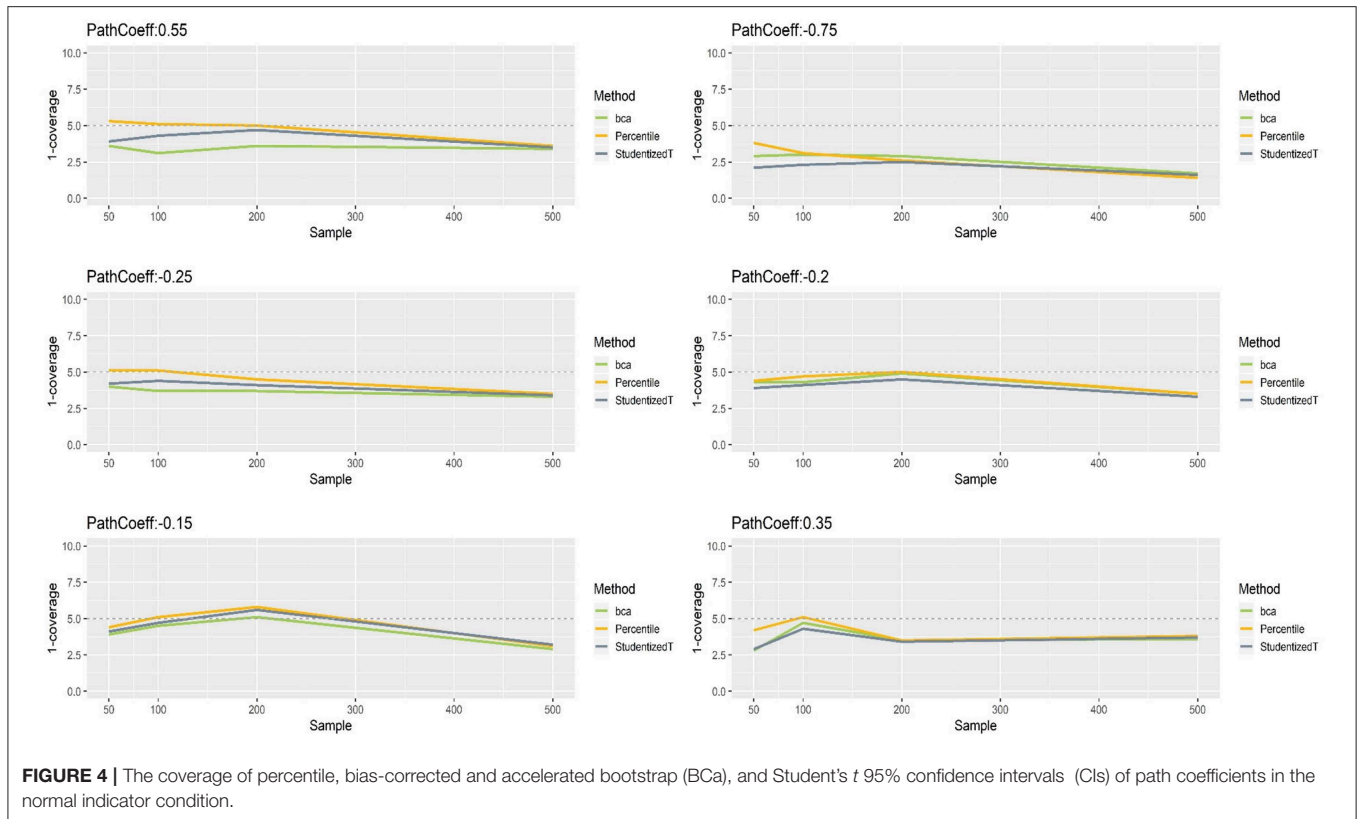 PathCoeff:0.55
10.0
7.5
5.0
2.5
0.0
1-coverage
50 100 200 300 400 500
Sample
Method
bca
Percentile
StudentizedT
PathCoeff:-0.75
10.0
7.5
5.0
2.5
0.0
1-coverage
50 100 200 300 400 500
Sample
Method
bca
Percentile
StudentizedT
PathCoeff:-0.25
10.0
7.5
5.0
2.5
0.0
1-coverage
50 100 200 300 400 500
Sample
Method
bca
Percentile
StudentizedT
PathCoeff:-0.2
10.0
7.5
5.0
2.5
0.0
1-coverage
50 100 200 300 400 500
Sample
Method
bca
Percentile
StudentizedT
PathCoeff:-0.15
10.0
7.5
5.0
2.5
0.0
1-coverage
50 100 200 300 400 500
Sample
Method
bca
Percentile
StudentizedT
PathCoeff:0.35
10.0
7.5
5.0
2.5
0.0
1-coverage
50 100 200 300 400 500
Sample
Method
bca
Percentile
StudentizedT
FIGURE 4 | The coverage of percentile, bias-corrected and accelerated bootstrap (BCa), and Student's t 95% confidence intervals (CIs) of path coefficients in the
normal indicator condition.